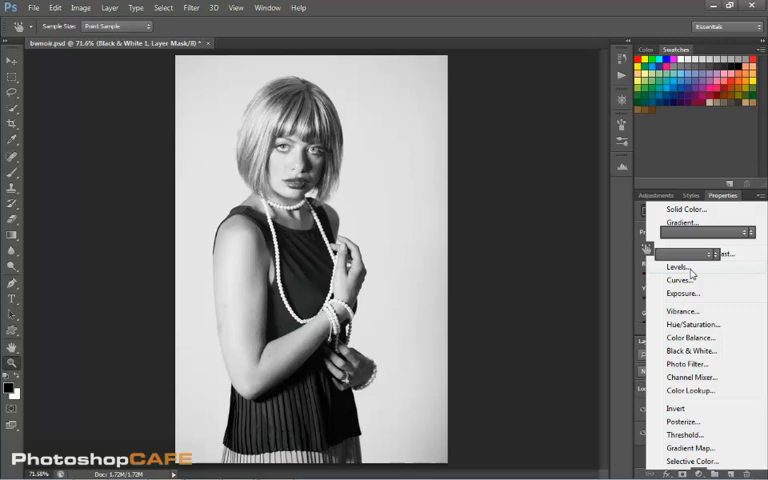 Ps File Edit Image Layer Type Select Filter 3D View Window Help
Sample Size: Point Sample
Essentials
Iramoir.psd @ 71.6% (Black & White 1, Layer Mask/8) *
Color Swatches
Adjustments Styles Properties
Solid Color...
Gradient...
ast...
Levels...
Curves...
Exposure...
Vibrance...
Hue/Saturation...
Color Balance...
Black & White...
Photo Filter...
Channel Mixer...
Color Lookup...
Invert
Posterize...
Threshold...
Gradient Map...
Selective Color...
PhotoshopCAFE
71.58% Doc: 1.72M/1.72M